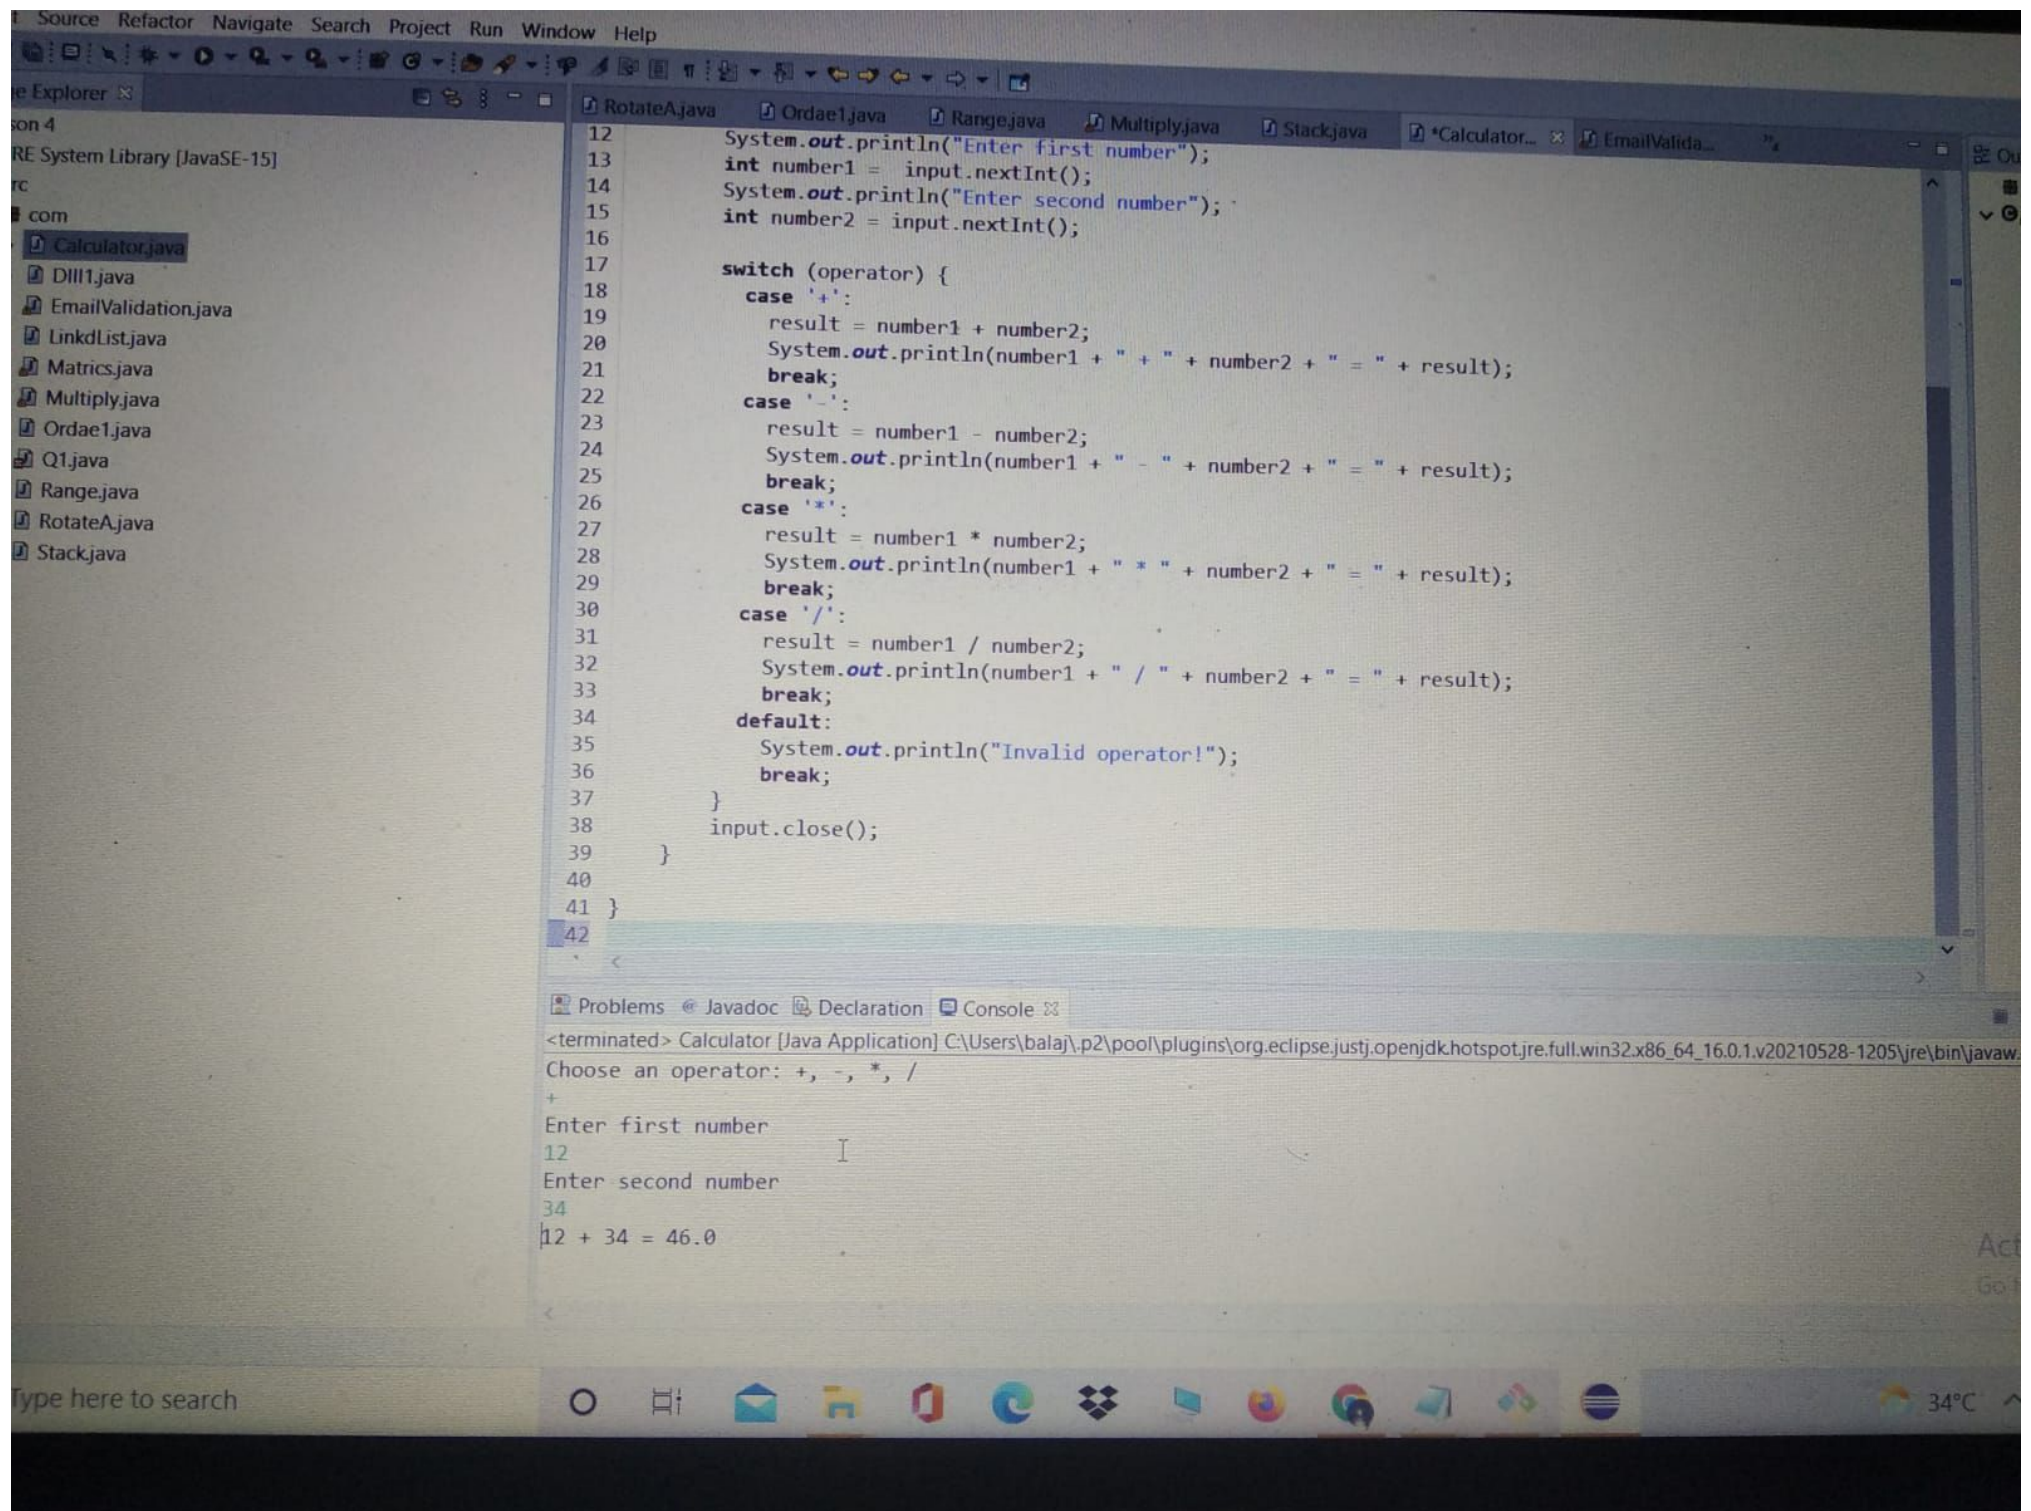 Source Refactor Navigate Search Project Run Window Help
e Explorer
son 4
RE System Library [JavaSE-15]
rc
com
Calculator.java
DIll1.java
EmailValidation.java
LinkdList.java
Matrics.java
Multiply.java
Ordae1.java
Q1.java
Range.java
RotateA.java
Stack.java
RotateA.java Ordae1.java Range.java Multiply.java Stack.java *Calculator... EmailValida...
Ou
12 System.out.println("Enter first number");
13 int number1 =  input.nextInt();
14 System.out.println("Enter second number");
15 int number2 = input.nextInt();
16
17 switch (operator) {
18 case '+':
19 result = number1 + number2;
20 System.out.println(number1 + " + " + number2 + " = " + result);
21 break;
22 case '-':
23 result = number1 - number2;
24 System.out.println(number1 + " - " + number2 + " = " + result);
25 break;
26 case '*':
27 result = number1 * number2;
28 System.out.println(number1 + " * " + number2 + " = " + result);
29 break;
30 case '/':
31 result = number1 / number2;
32 System.out.println(number1 + " / " + number2 + " = " + result);
33 break;
34 default:
35 System.out.println("Invalid operator!");
36 break;
37 }
38 input.close();
39 }
40
41 }
42
Problems Javadoc Declaration Console
<terminated> Calculator [Java Application] C:\Users\balaj\.p2\pool\plugins\org.eclipse.justj.openjdk.hotspot.jre.full.win32.x86_64_16.0.1.v20210528-1205\jre\bin\javaw.
Choose an operator: +, -, *, /
+
Enter first number
12
Enter second number
34
12 + 34 = 46.0
Act
Go t
Type here to search
34°C